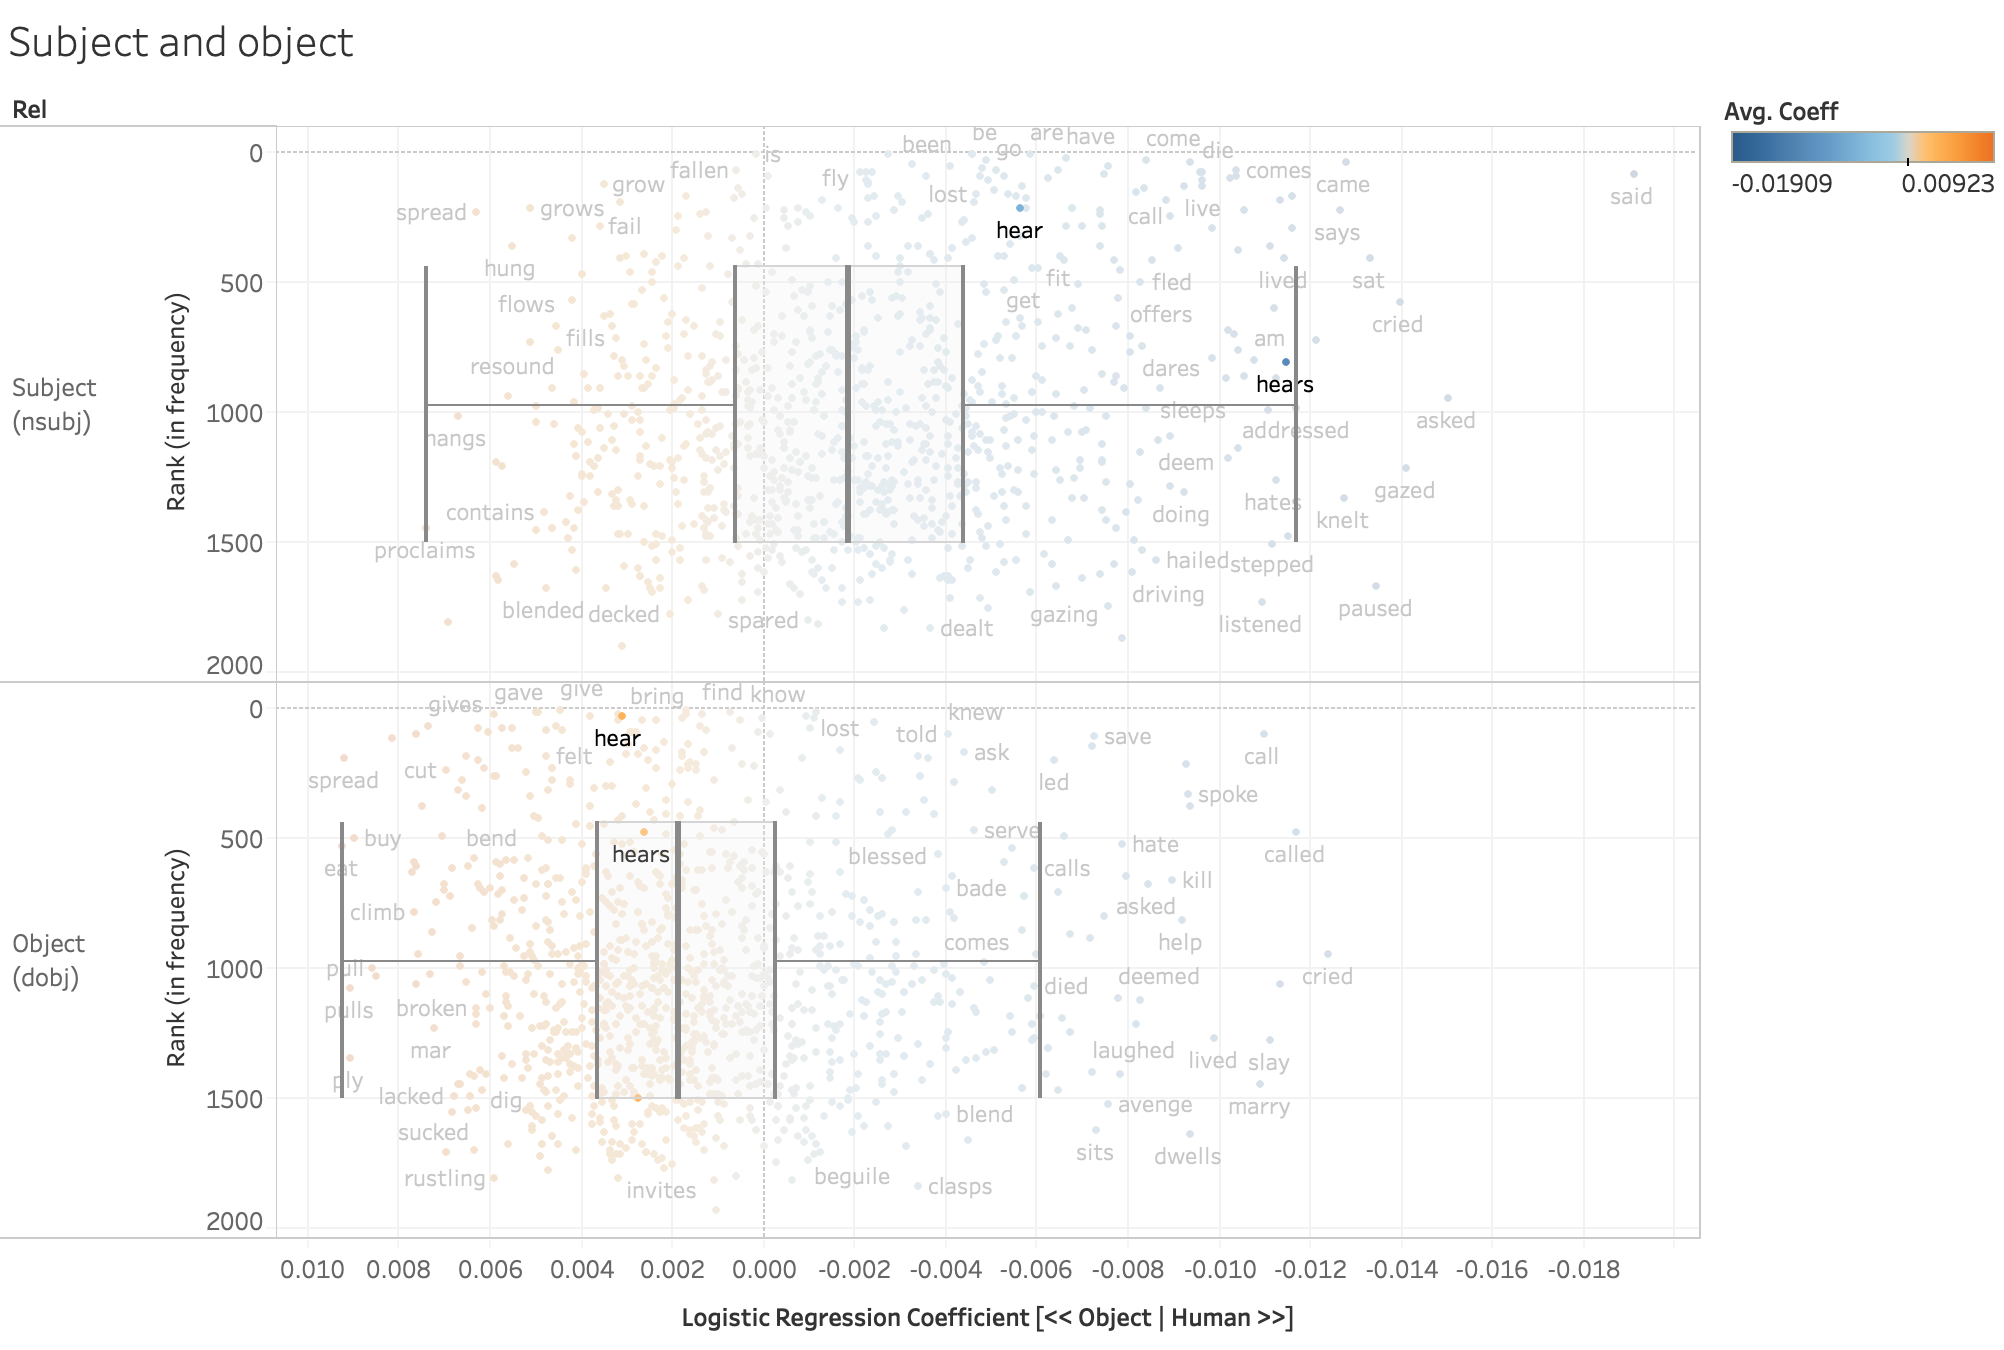 Subject and object
Rel
Avg. Coeff
-0.01909 0.00923
Subject
(nsubj)
Rank (in frequency)
0
500
1000
1500
2000
be are have come
been go die
is
fallen fly comes
grow lost came said
spread grows call live
fail hear says
hung fit fled lived sat
flows get offers cried
fills am
resound dares
hears
sleeps
hangs addressed asked
deem
contains doing hates gazed
knelt
proclaims hailed stepped
blended decked spared gazing driving paused
dealt listened
Object
(dobj)
Rank (in frequency)
0
500
1000
1500
2000
gives gave give bring find know
knew
hear lost told save
felt ask call
spread cut led
spoke
buy bend serve hate
hears blessed called
eat calls
bade kill
climb asked
comes help
pull deemed cried
pulls broken died
mar laughed lived slay
ply
lacked dig avenge marry
blend
sucked sits dwells
rustling invites beguile clasps
0.010 0.008 0.006 0.004 0.002 0.000 -0.002 -0.004 -0.006 -0.008 -0.010 -0.012 -0.014 -0.016 -0.018
Logistic Regression Coefficient [<< Object | Human >>]